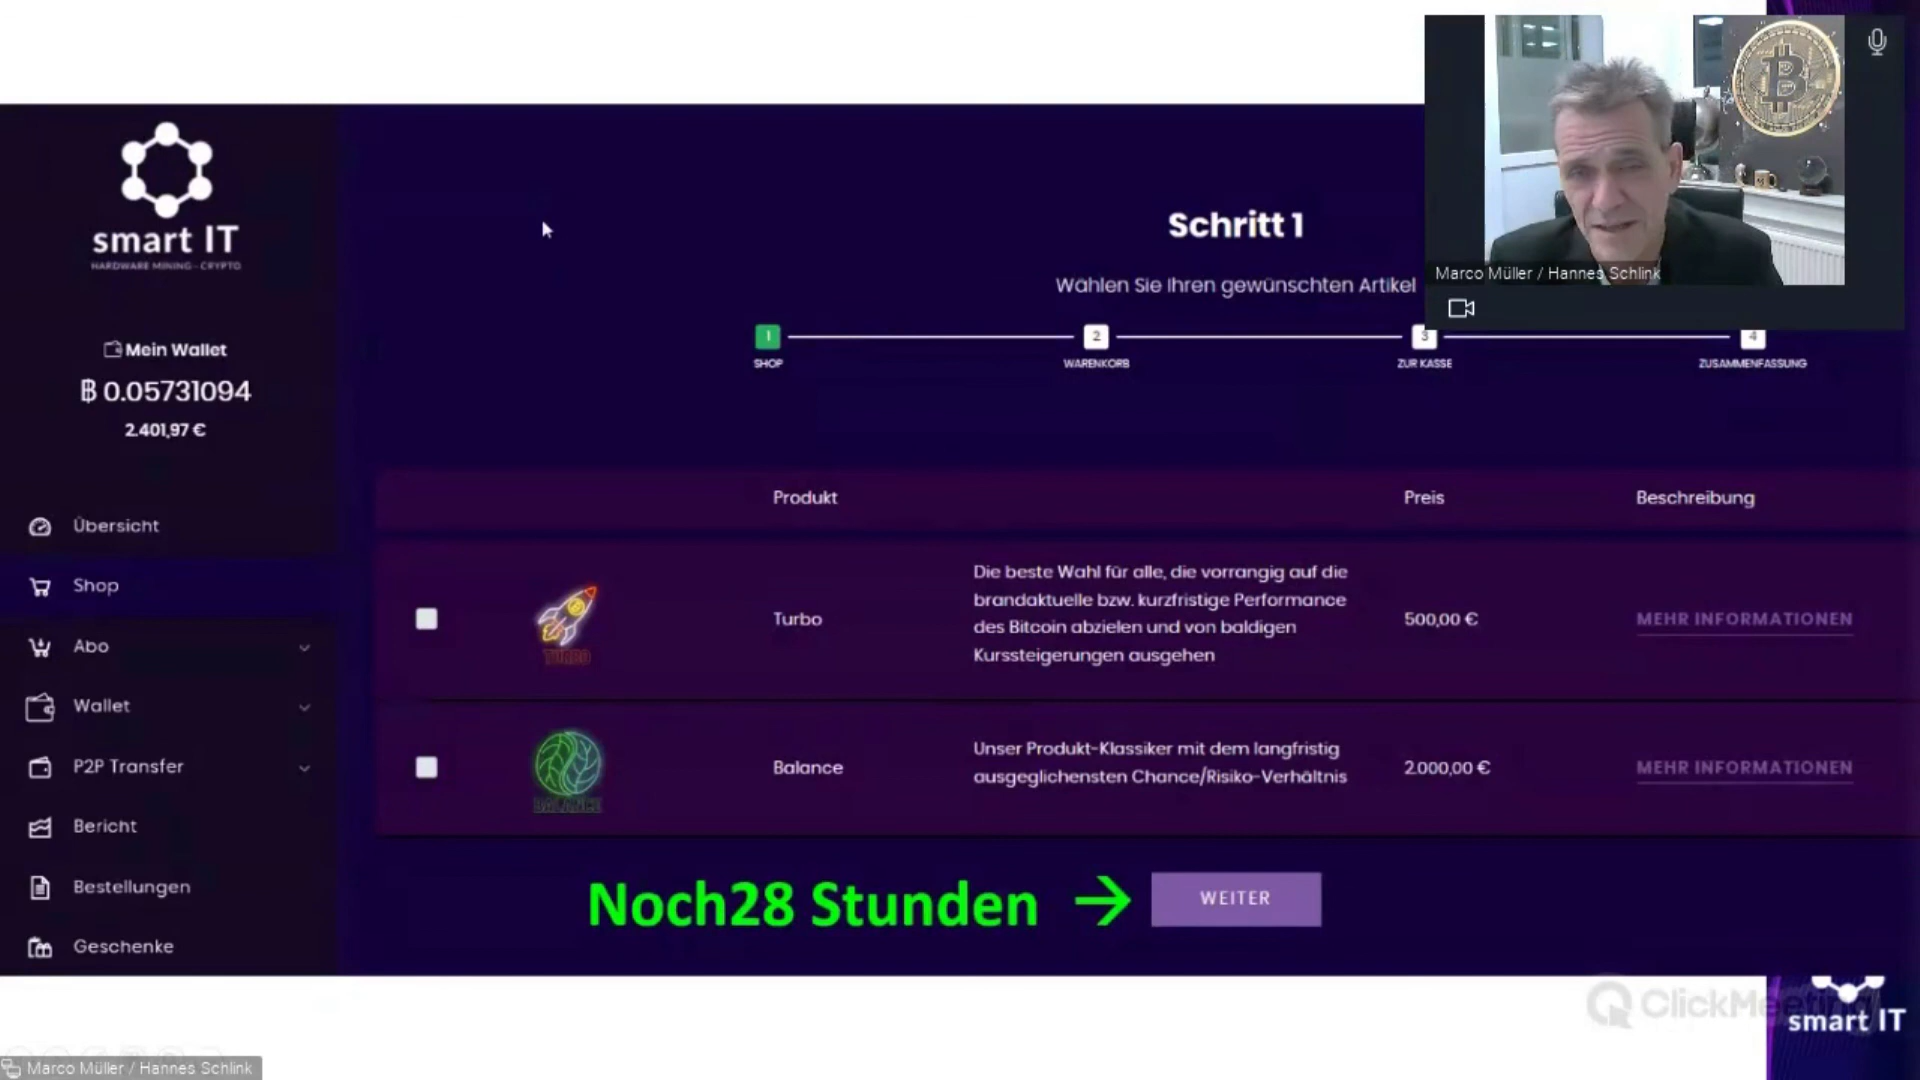 smart IT
HARDWARE MINING - CRYPTO
Mein Wallet
฿ 0.05731094
2.401,97 €
Übersicht
Shop
Abo
Wallet
P2P Transfer
Bericht
Bestellungen
Geschenke
Schritt 1
Wählen Sie Ihren gewünschten Artikel
1
2
3
4
SHOP
WARENKORB
ZUR KASSE
ZUSAMMENFASSUNG
Produkt
Preis
Beschreibung
TURBO
Turbo
Die beste Wahl für alle, die vorrangig auf die
brandaktuelle bzw. kurzfristige Performance
des Bitcoin abzielen und von baldigen
Kurssteigerungen ausgehen
500,00 €
MEHR INFORMATIONEN
BALANCE
Balance
Unser Produkt-Klassiker mit dem langfristig
ausgeglichensten Chance/Risiko-Verhältnis
2.000,00 €
MEHR INFORMATIONEN
Noch28 Stunden →
WEITER
Marco Müller / Hannes Schlink
ClickMeeting
smart IT
Marco Müller / Hannes Schlink